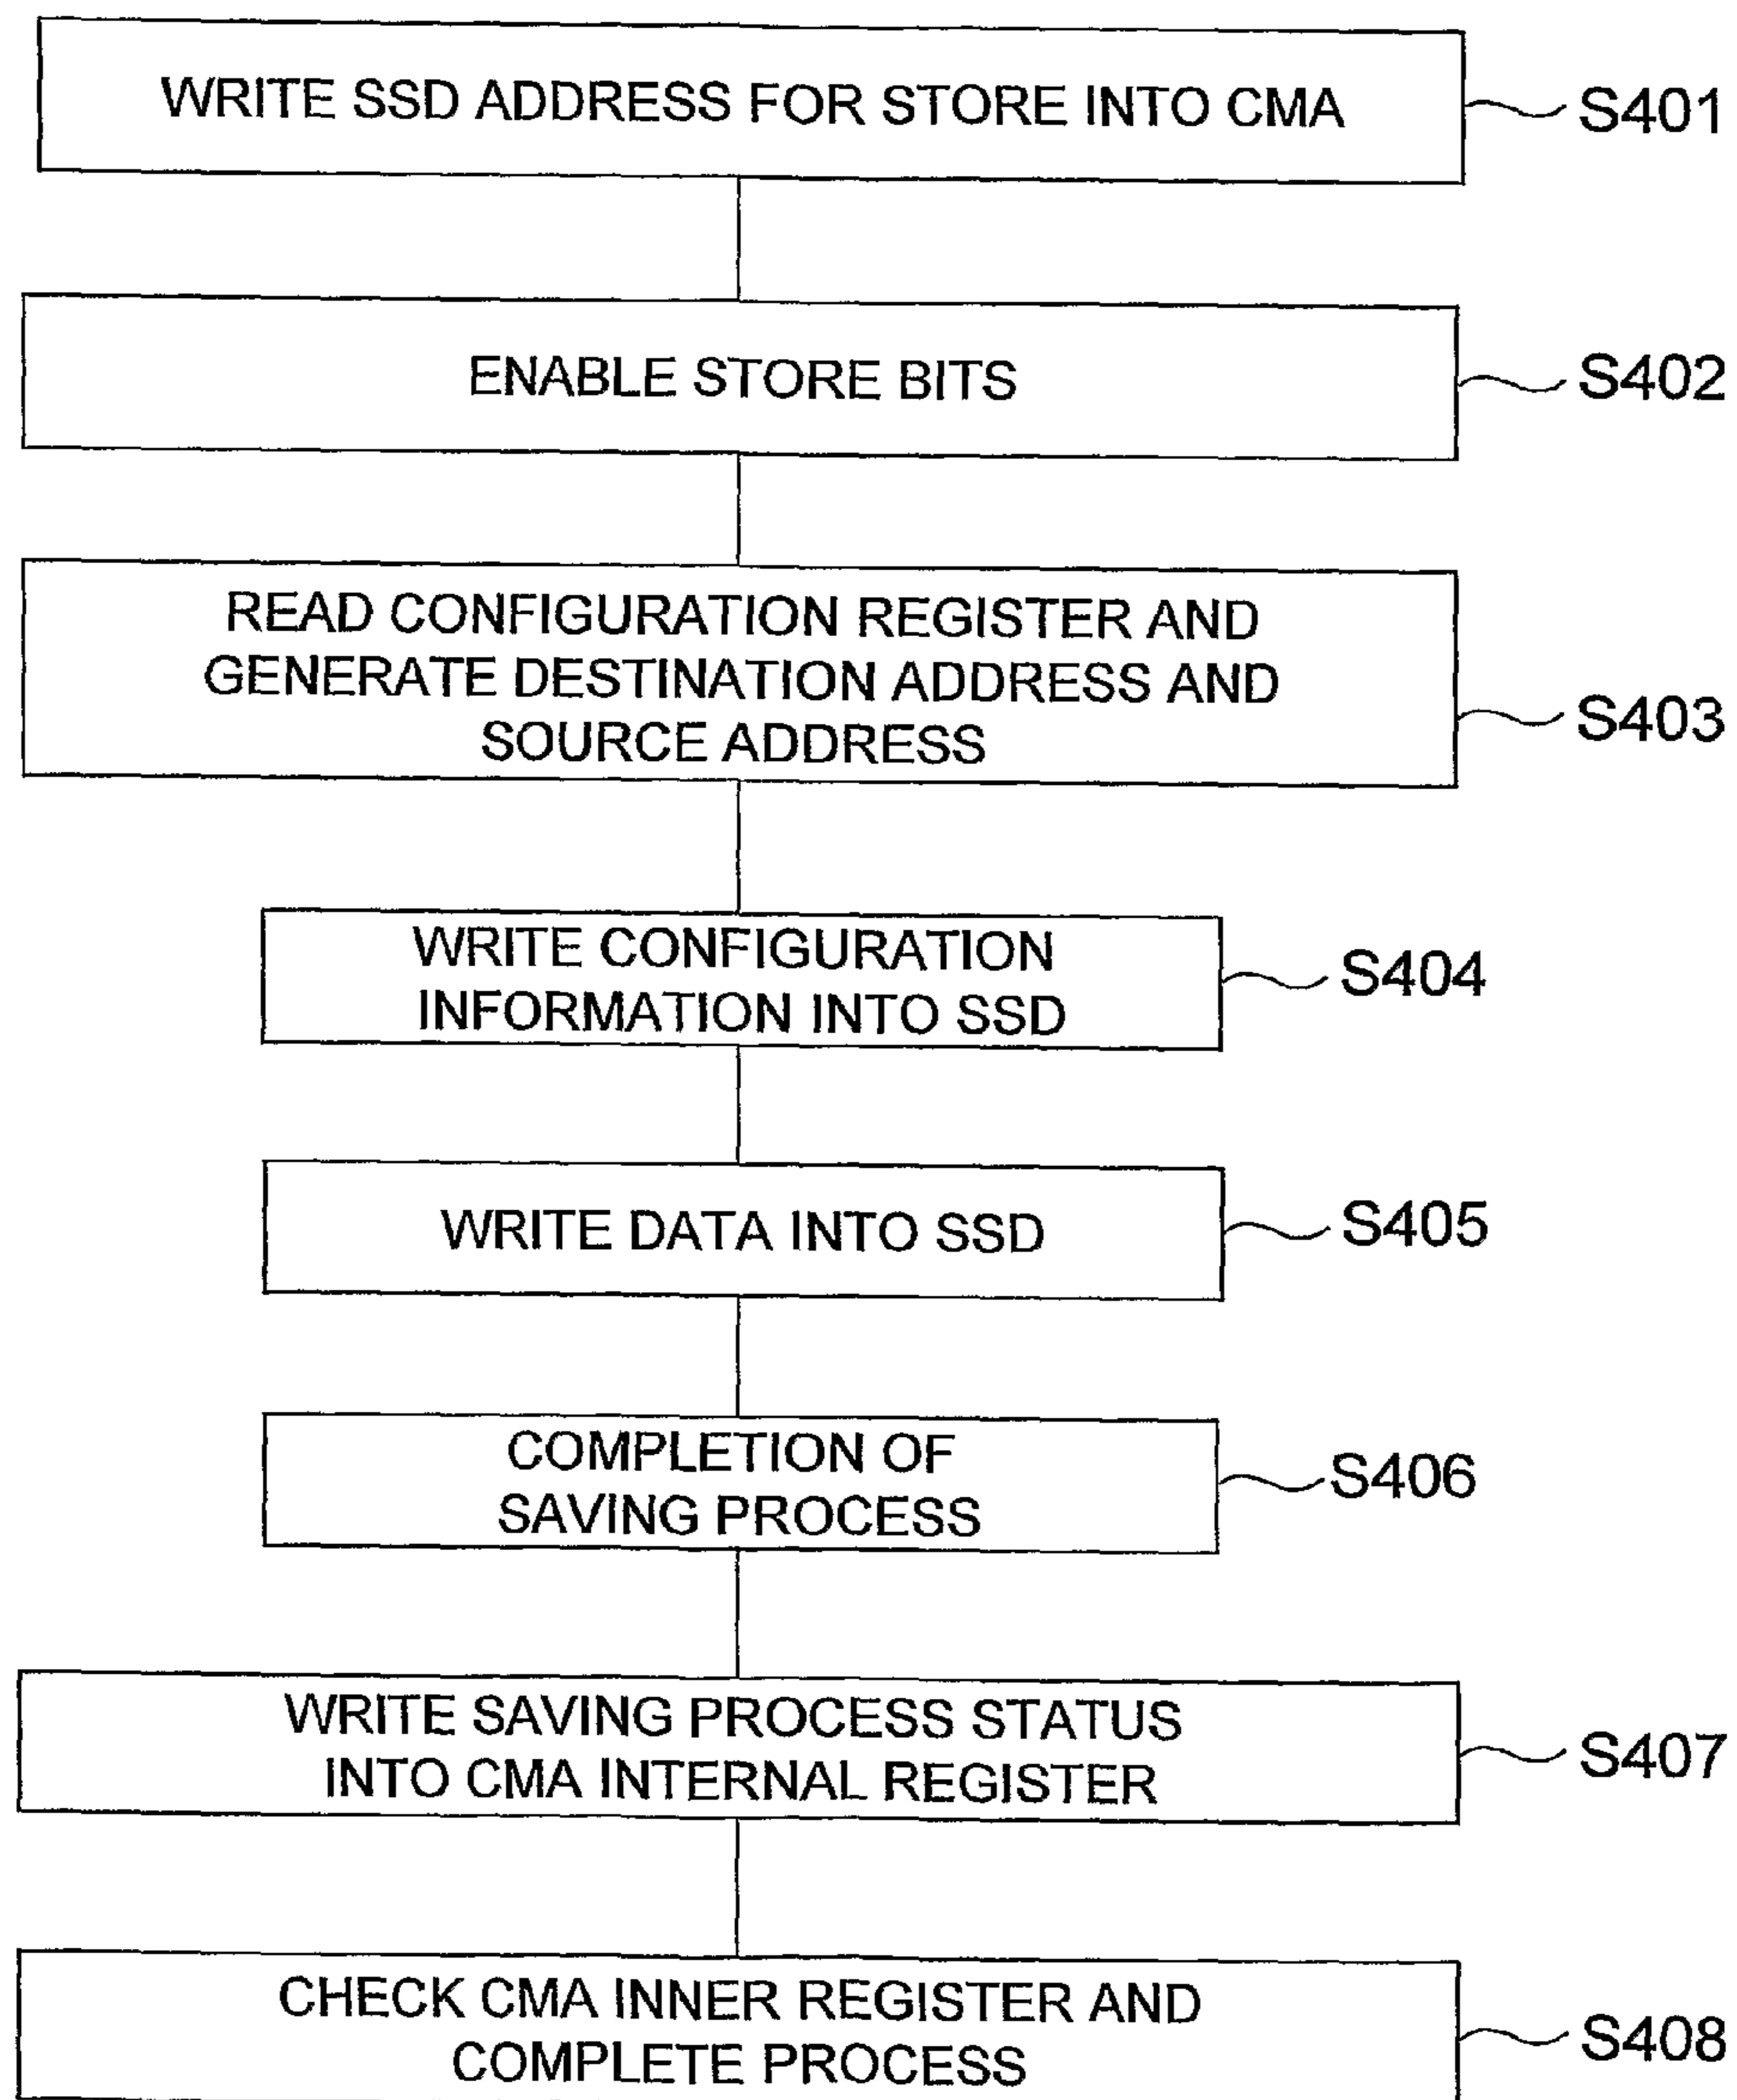 WRITE SSD ADDRESS FOR STORE INTO CMA
S401
ENABLE STORE BITS
S402
READ CONFIGURATION REGISTER AND
GENERATE DESTINATION ADDRESS AND
SOURCE ADDRESS
S403
WRITE CONFIGURATION
INFORMATION INTO SSD
S404
WRITE DATA INTO SSD
S405
COMPLETION OF
SAVING PROCESS
S406
WRITE SAVING PROCESS STATUS
INTO CMA INTERNAL REGISTER
S407
CHECK CMA INNER REGISTER AND
COMPLETE PROCESS
S408